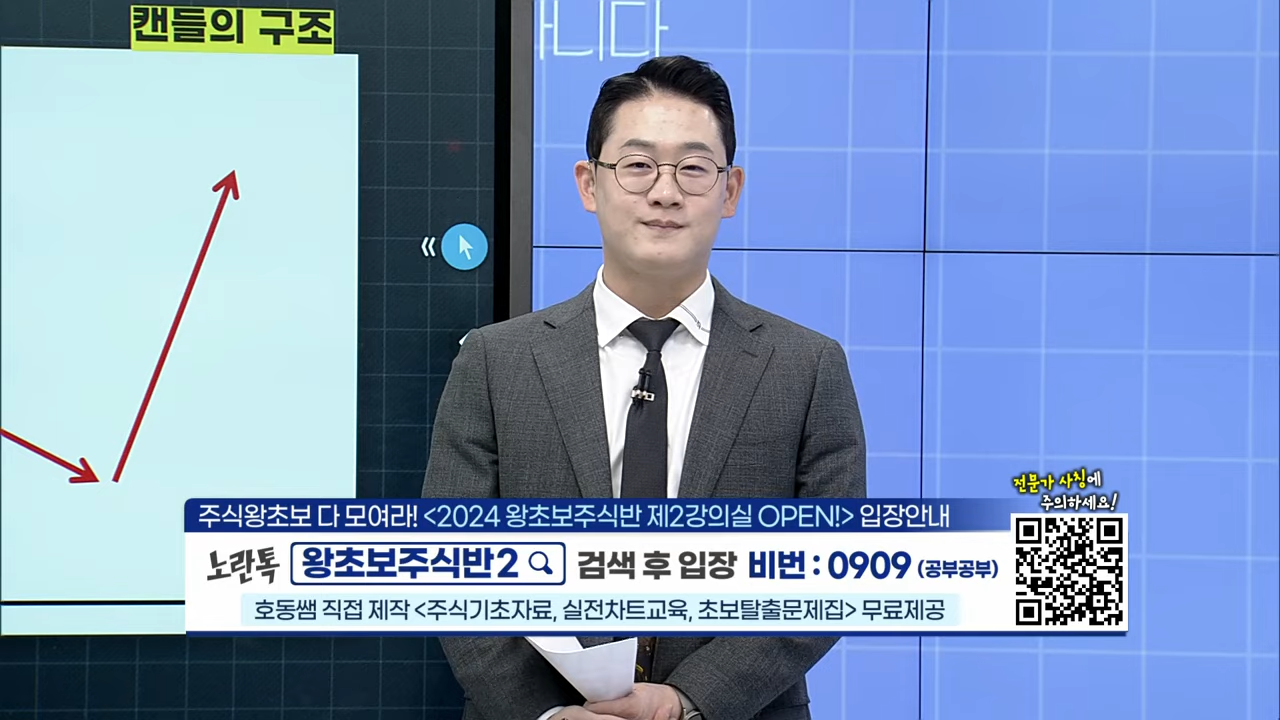 캔들의 구조
니다
전문가 사칭에
주의하세요!
주식왕초보 다 모여라! <2024 왕초보주식반 제2강의실 OPEN!> 입장안내
노란톡 왕초보주식반2 검색 후 입장 비번 : 0909 (공부공부)
호동쌤 직접 제작 <주식기초자료, 실전차트교육, 초보탈출문제집> 무료제공